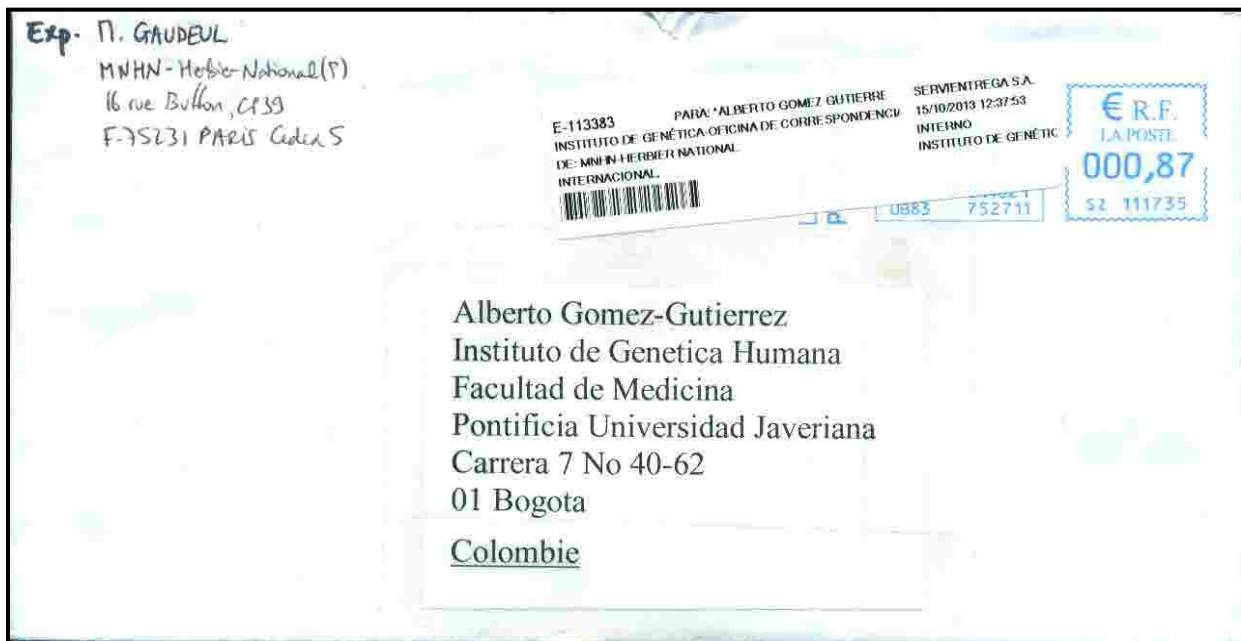 Exp. M. GAUDEUL
MNHN - Herbier National (P)
16 rue Buffon, CP39
F-75231 PARIS Cedex 5
E-113383 PARA: *ALBERTO GOMEZ GUTIERRE
INSTITUTO DE GENÉTICA-OFICINA DE CORRESPONDENCIA
DE: MNHN-HERBIER NATIONAL
INTERNACIONAL.
SERVIENTREGA S.A.
15/10/2013 12:37:53
INTERNO
INSTITUTO DE GENÉTIC
€ R.F.
LA POSTE
000,87
SZ 111735
0B83 752711
Alberto Gomez-Gutierrez
Instituto de Genetica Humana
Facultad de Medicina
Pontificia Universidad Javeriana
Carrera 7 No 40-62
01 Bogota
Colombie